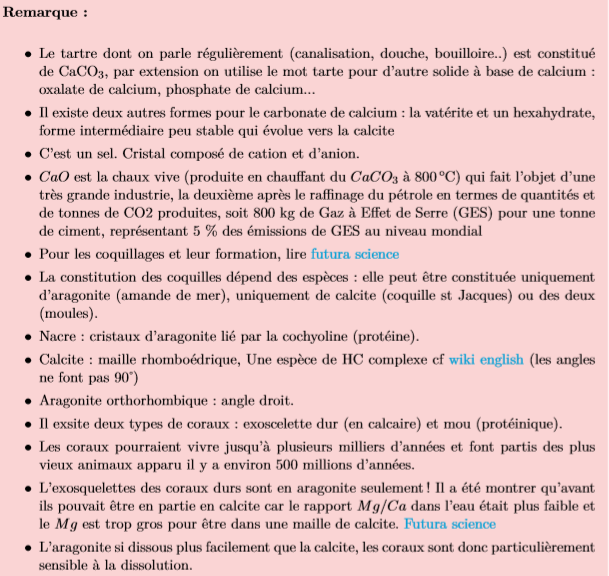 Remarque :
• Le tartre dont on parle régulièrement (canalisation, douche, bouilloire..) est constitué
de CaCO₃, par extension on utilise le mot tarte pour d'autre solide à base de calcium :
oxalate de calcium, phosphate de calcium...
• Il existe deux autres formes pour le carbonate de calcium : la vatérite et un hexahydrate,
forme intermédiaire peu stable qui évolue vers la calcite
• C'est un sel. Cristal composé de cation et d'anion.
• CaO est la chaux vive (produite en chauffant du CaCO₃ à 800 °C) qui fait l'objet d'une
très grande industrie, la deuxième après le raffinage du pétrole en termes de quantités et
de tonnes de CO2 produites, soit 800 kg de Gaz à Effet de Serre (GES) pour une tonne
de ciment, représentant 5 % des émissions de GES au niveau mondial
• Pour les coquillages et leur formation, lire futura science
• La constitution des coquilles dépend des espèces : elle peut être constituée uniquement
d'aragonite (amande de mer), uniquement de calcite (coquille st Jacques) ou des deux
(moules).
• Nacre : cristaux d'aragonite lié par la cochyoline (protéine).
• Calcite : maille rhomboédrique, Une espèce de HC complexe cf wiki english (les angles
ne font pas 90°)
• Aragonite orthorhombique : angle droit.
• Il exsite deux types de coraux : exoscelette dur (en calcaire) et mou (protéinique).
• Les coraux pourraient vivre jusqu'à plusieurs milliers d'années et font partis des plus
vieux animaux apparu il y a environ 500 millions d'années.
• L'exosquelettes des coraux durs sont en aragonite seulement ! Il a été montrer qu'avant
ils pouvait être en partie en calcite car le rapport Mg/Ca dans l'eau était plus faible et
le Mg est trop gros pour être dans une maille de calcite. Futura science
• L'aragonite si dissous plus facilement que la calcite, les coraux sont donc particulièrement
sensible à la dissolution.